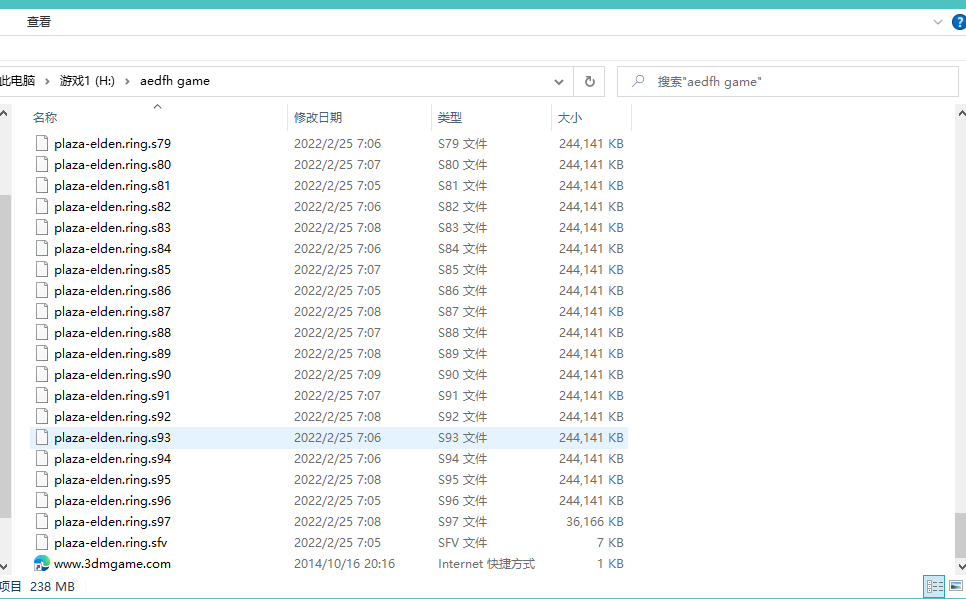 查看
此电脑 › 游戏1 (H:) › aedfh game
搜索"aedfh game"
名称 修改日期 类型 大小
plaza-elden.ring.s79 2022/2/25 7:06 S79 文件 244,141 KB
plaza-elden.ring.s80 2022/2/25 7:07 S80 文件 244,141 KB
plaza-elden.ring.s81 2022/2/25 7:05 S81 文件 244,141 KB
plaza-elden.ring.s82 2022/2/25 7:06 S82 文件 244,141 KB
plaza-elden.ring.s83 2022/2/25 7:08 S83 文件 244,141 KB
plaza-elden.ring.s84 2022/2/25 7:06 S84 文件 244,141 KB
plaza-elden.ring.s85 2022/2/25 7:07 S85 文件 244,141 KB
plaza-elden.ring.s86 2022/2/25 7:05 S86 文件 244,141 KB
plaza-elden.ring.s87 2022/2/25 7:08 S87 文件 244,141 KB
plaza-elden.ring.s88 2022/2/25 7:07 S88 文件 244,141 KB
plaza-elden.ring.s89 2022/2/25 7:08 S89 文件 244,141 KB
plaza-elden.ring.s90 2022/2/25 7:09 S90 文件 244,141 KB
plaza-elden.ring.s91 2022/2/25 7:07 S91 文件 244,141 KB
plaza-elden.ring.s92 2022/2/25 7:08 S92 文件 244,141 KB
plaza-elden.ring.s93 2022/2/25 7:06 S93 文件 244,141 KB
plaza-elden.ring.s94 2022/2/25 7:06 S94 文件 244,141 KB
plaza-elden.ring.s95 2022/2/25 7:08 S95 文件 244,141 KB
plaza-elden.ring.s96 2022/2/25 7:05 S96 文件 244,141 KB
plaza-elden.ring.s97 2022/2/25 7:08 S97 文件 36,166 KB
plaza-elden.ring.sfv 2022/2/25 7:05 SFV 文件 7 KB
www.3dmgame.com 2014/10/16 20:16 Internet 快捷方式 1 KB
项目 238 MB